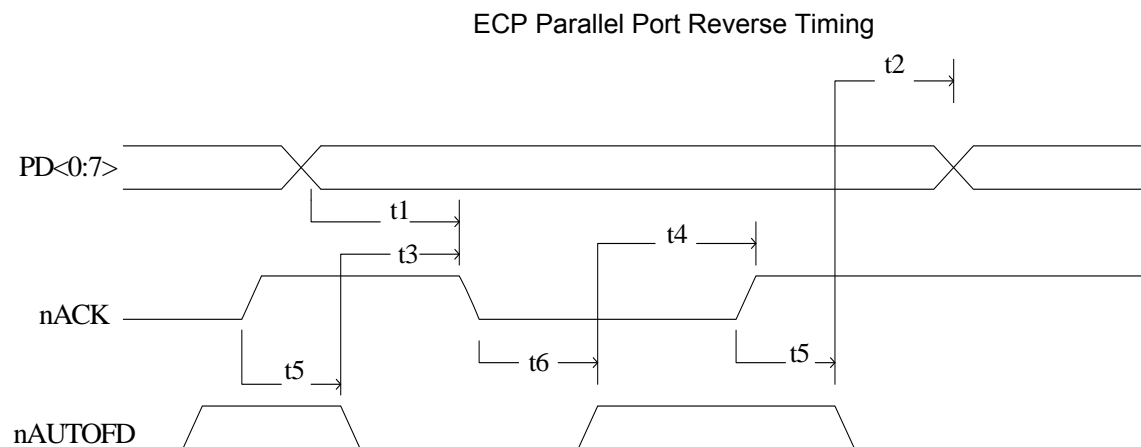 ECP Parallel Port Reverse Timing
t2
PD<0:7>
t1
t4
t3
nACK
t6
t5
t5
nAUTOFD